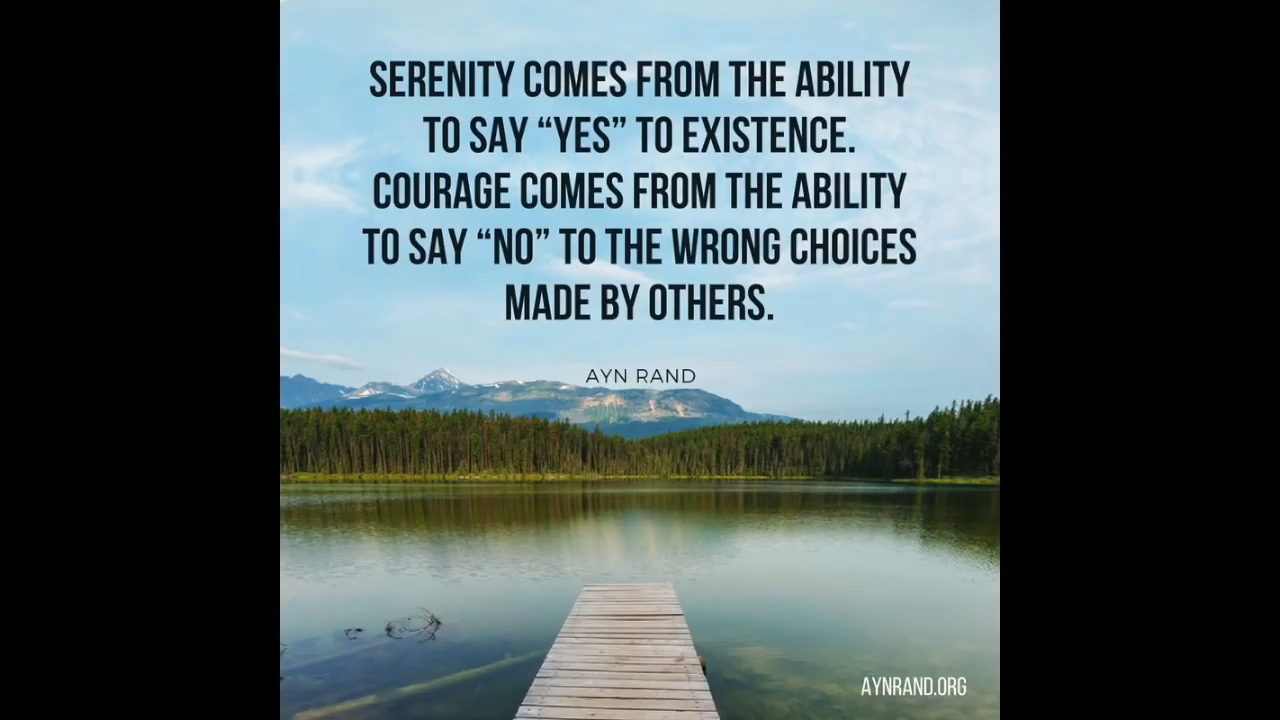 SERENITY COMES FROM THE ABILITY
TO SAY “YES” TO EXISTENCE.
COURAGE COMES FROM THE ABILITY
TO SAY “NO” TO THE WRONG CHOICES
MADE BY OTHERS.
AYN RAND
AYNRAND.ORG